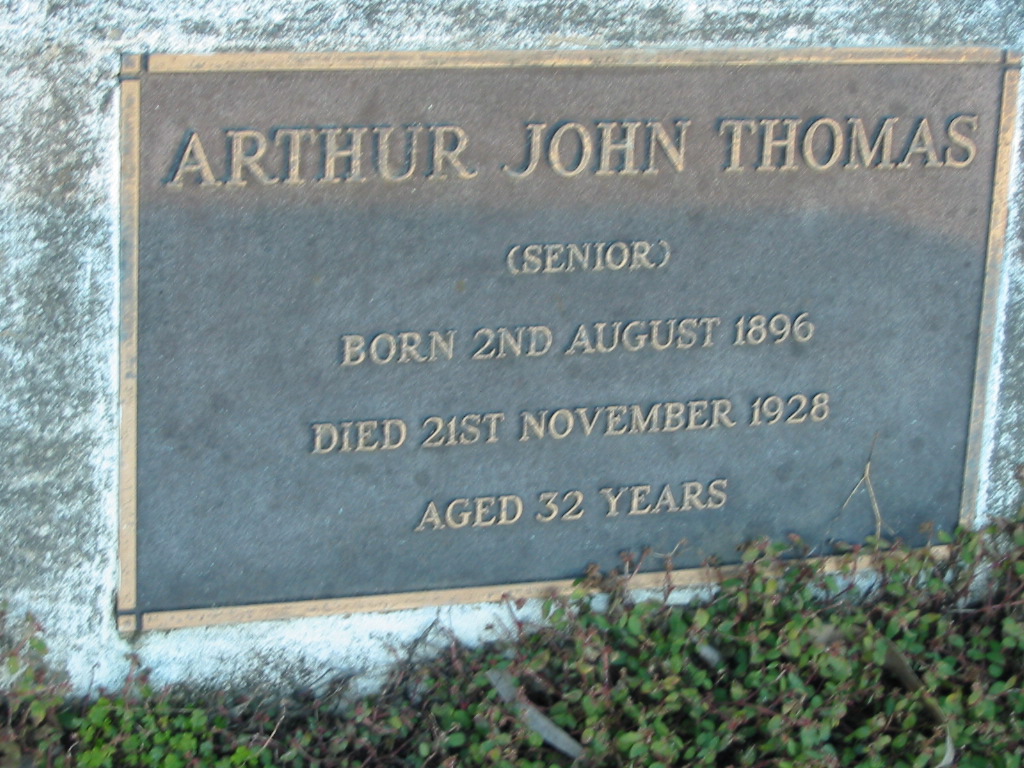 ARTHUR JOHN THOMAS
(SENIOR)
BORN 2ND AUGUST 1896
DIED 21ST NOVEMBER 1928
AGED 32 YEARS